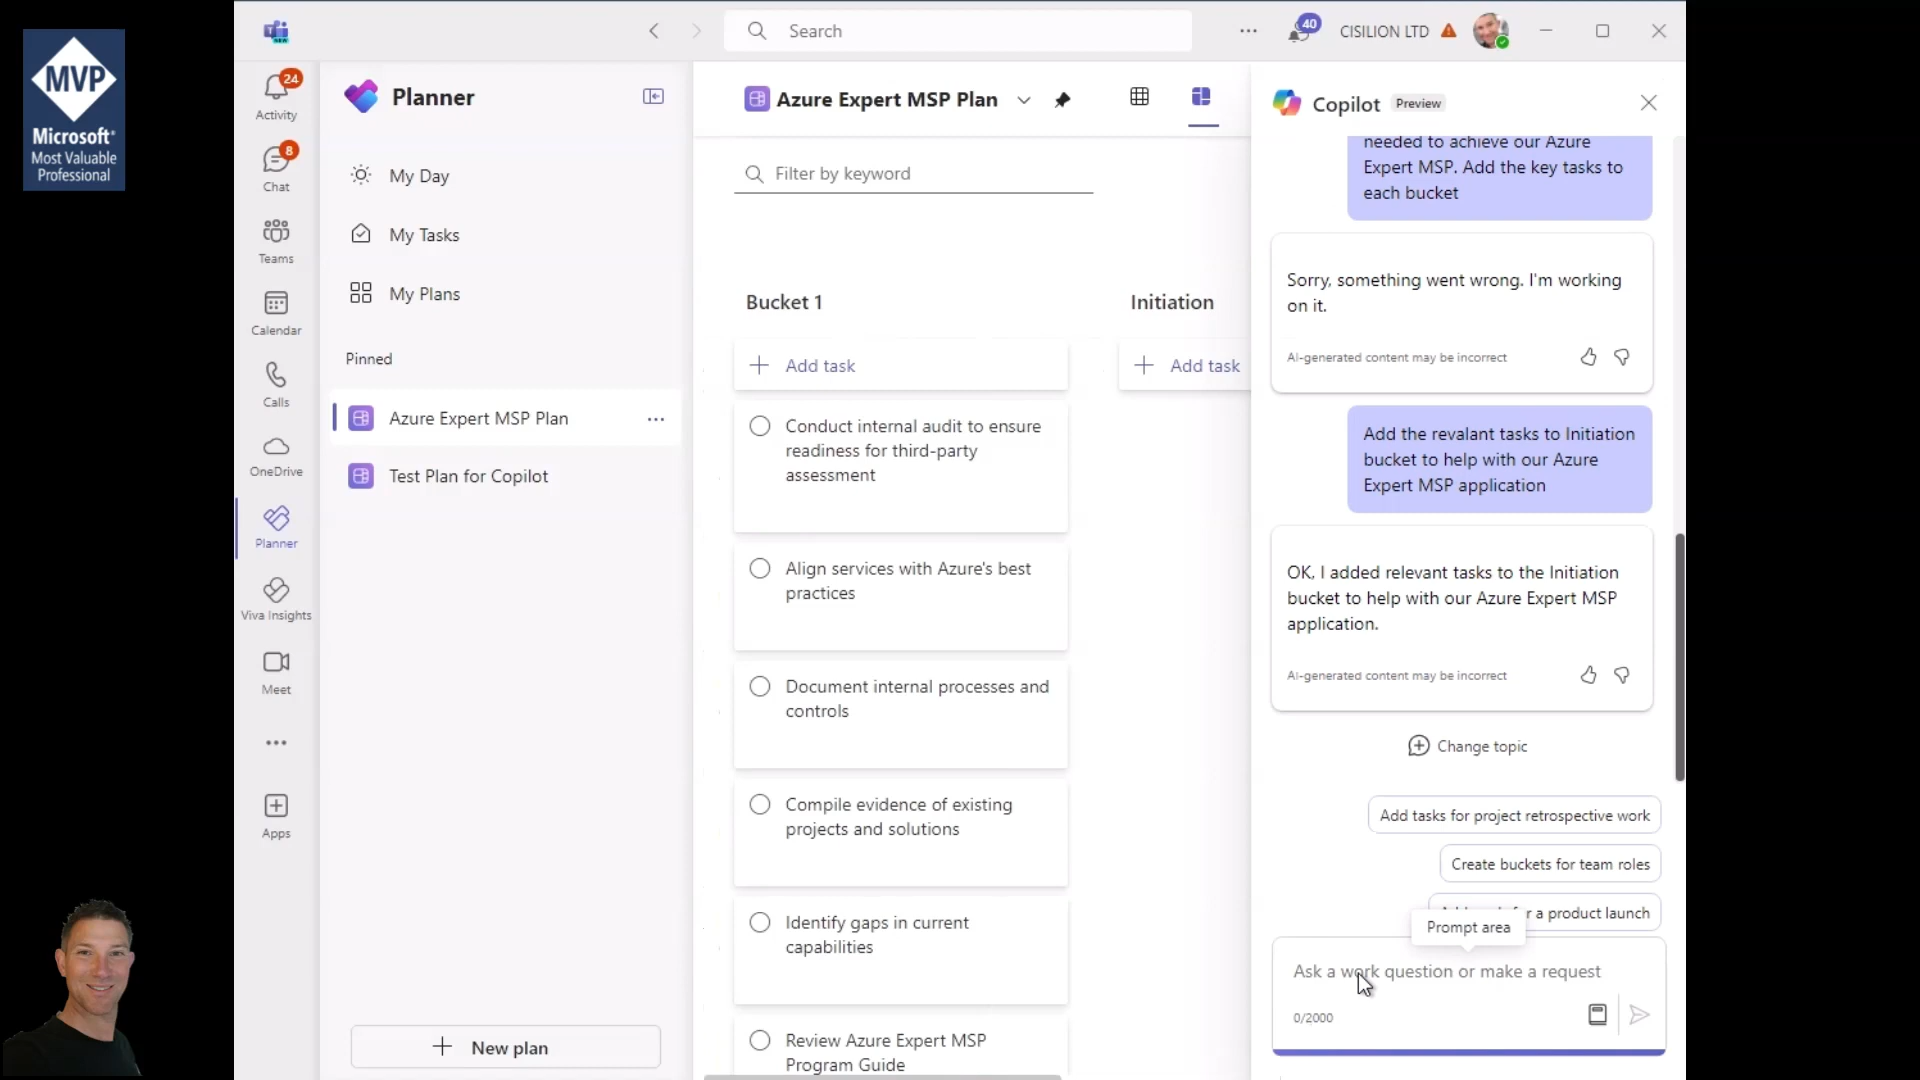 MVP
Microsoft®
Most Valuable
Professional
NEW
Search
40
CISILION LTD
24
Activity
8
Chat
Teams
Calendar
Calls
OneDrive
Planner
Viva Insights
Meet
Apps
Planner
My Day
My Tasks
My Plans
Pinned
Azure Expert MSP Plan
Test Plan for Copilot
New plan
Azure Expert MSP Plan
Filter by keyword
Bucket 1
Add task
Conduct internal audit to ensure
readiness for third-party
assessment
Align services with Azure's best
practices
Document internal processes and
controls
Compile evidence of existing
projects and solutions
Identify gaps in current
capabilities
Review Azure Expert MSP
Program Guide
Initiation
Add task
Copilot Preview
needed to achieve our Azure
Expert MSP. Add the key tasks to
each bucket
Sorry, something went wrong. I'm working
on it.
AI-generated content may be incorrect
Add the revalant tasks to Initiation
bucket to help with our Azure
Expert MSP application
OK, I added relevant tasks to the Initiation
bucket to help with our Azure Expert MSP
application.
AI-generated content may be incorrect
Change topic
Add tasks for project retrospective work
Create buckets for team roles
r a product launch
Prompt area
Ask a work question or make a request
0/2000